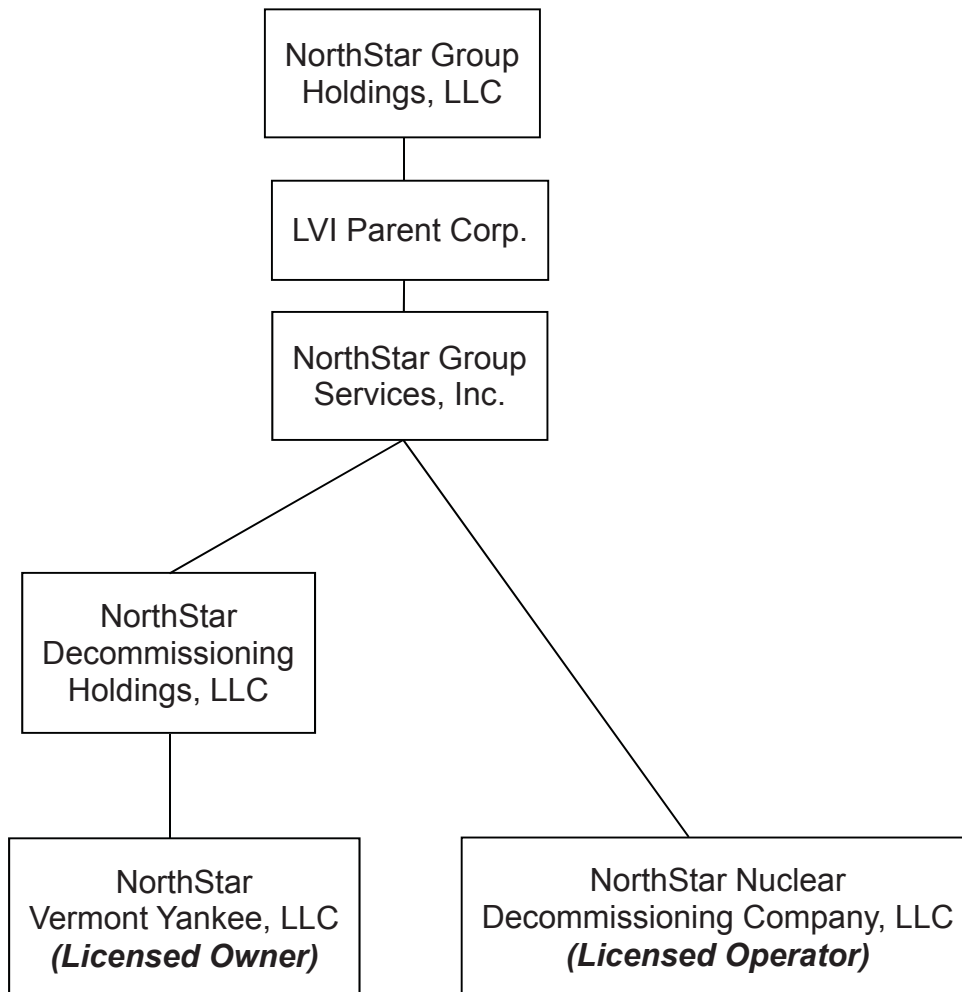 NorthStar Group
Holdings, LLC
LVI Parent Corp.
NorthStar Group
Services, Inc.
NorthStar
Decommissioning
Holdings, LLC
NorthStar
Vermont Yankee, LLC
(Licensed Owner)
NorthStar Nuclear
Decommissioning Company, LLC
(Licensed Operator)